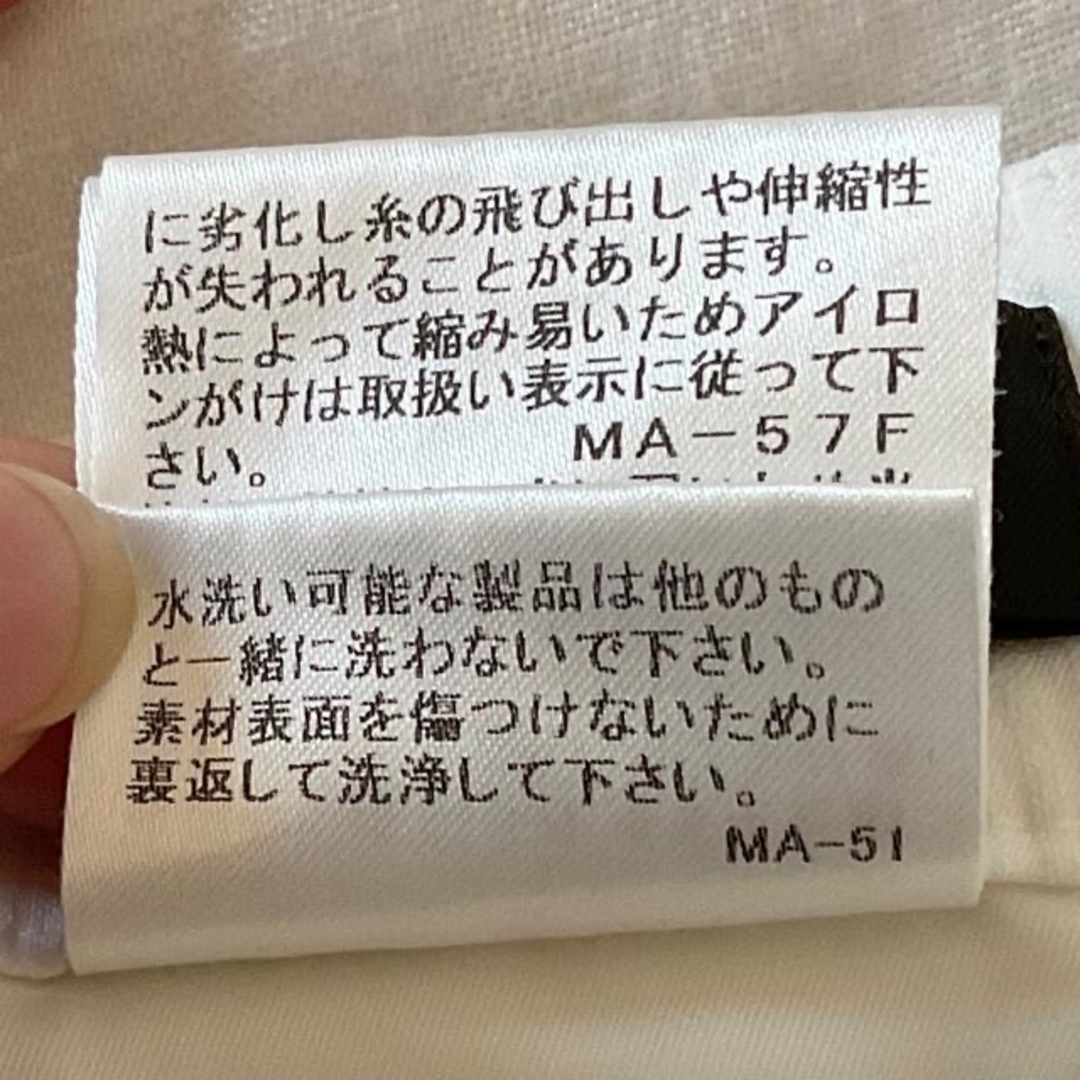 に劣化し糸の飛び出しや伸縮性
が失われることがあります。
熱によって縮み易いためアイロ
ンがけは取扱い表示に従って下
さい。 MA-57F
水洗い可能な製品は他のもの
と一緒に洗わないで下さい。
素材表面を傷つけないために
裏返して洗浄して下さい。
MA-51